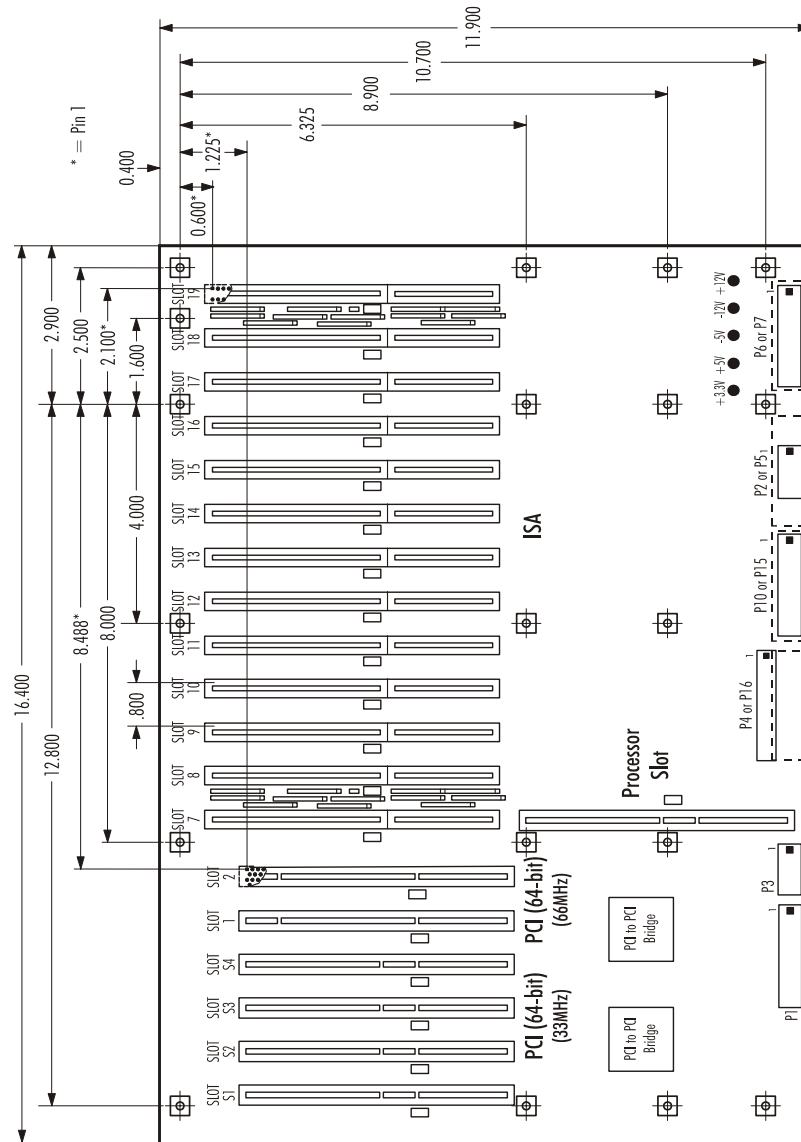 * = Pin 1
16.400
12.800
2.900
8.488*
2.500
8.000
2.100*
.800
4.000
1.600
0.400
0.600*
1.225*
6.325
8.900
10.700
11.900
SLOT
S1
SLOT
S2
SLOT
S3
SLOT
S4
SLOT
1
SLOT
2
SLOT
7
SLOT
8
SLOT
9
SLOT
10
SLOT
11
SLOT
12
SLOT
13
SLOT
14
SLOT
15
SLOT
16
SLOT
17
SLOT
18
SLOT
19
PCI (64-bit)
(33MHz)
PCI (64-bit)
(66MHz)
ISA
Processor
Slot
PCI to PCI
Bridge
PCI to PCI
Bridge
+3.3V
+5V
-5V
-12V
+12V
P1
1
P3
1
P4 or P16
1
P10 or P15
1
P2 or P5
1
P6 or P7
1